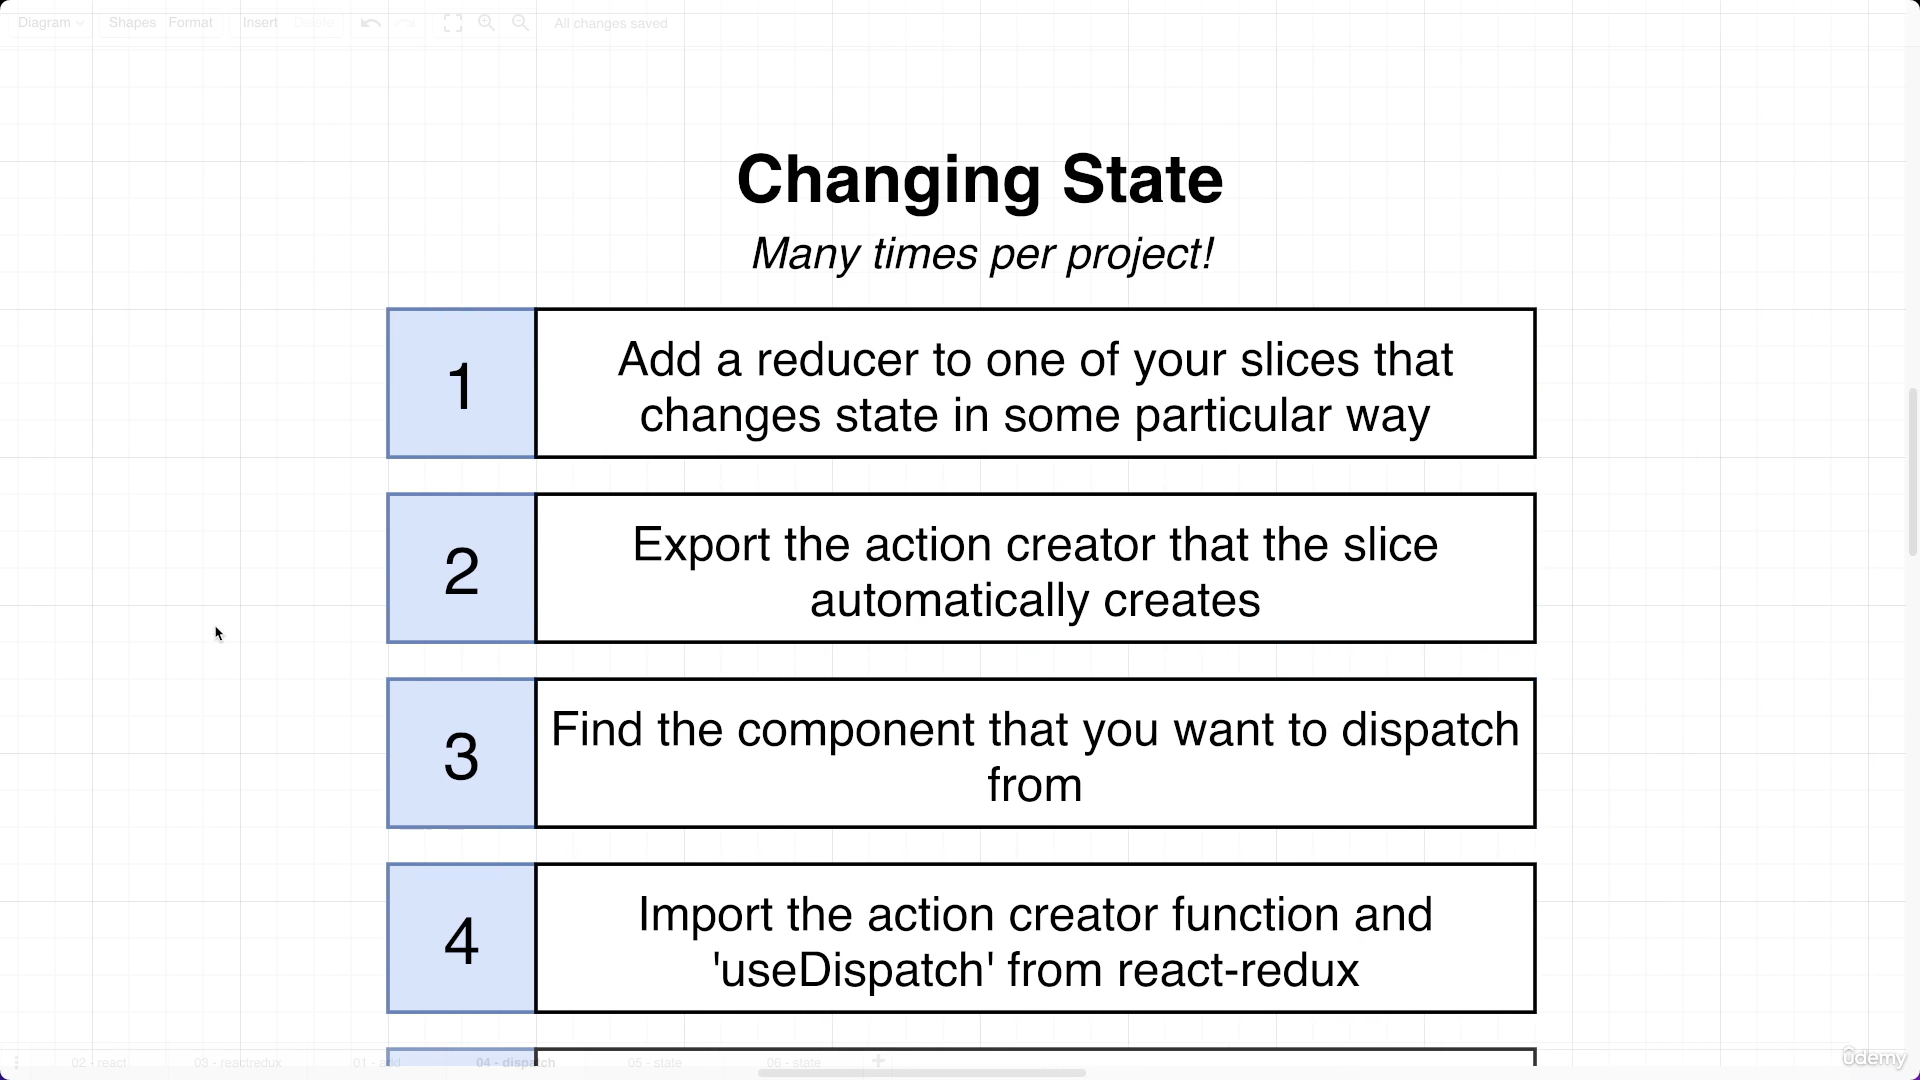 Diagram Shapes Format Insert Delete All changes saved
Changing State
Many times per project!
1
Add a reducer to one of your slices that
changes state in some particular way
2
Export the action creator that the slice
automatically creates
3
Find the component that you want to dispatch
from
4
Import the action creator function and
'useDispatch' from react-redux
02 - react 03 - reactredux 01 - add 04 - dispatch 05 - state 06 - state
ûdemy